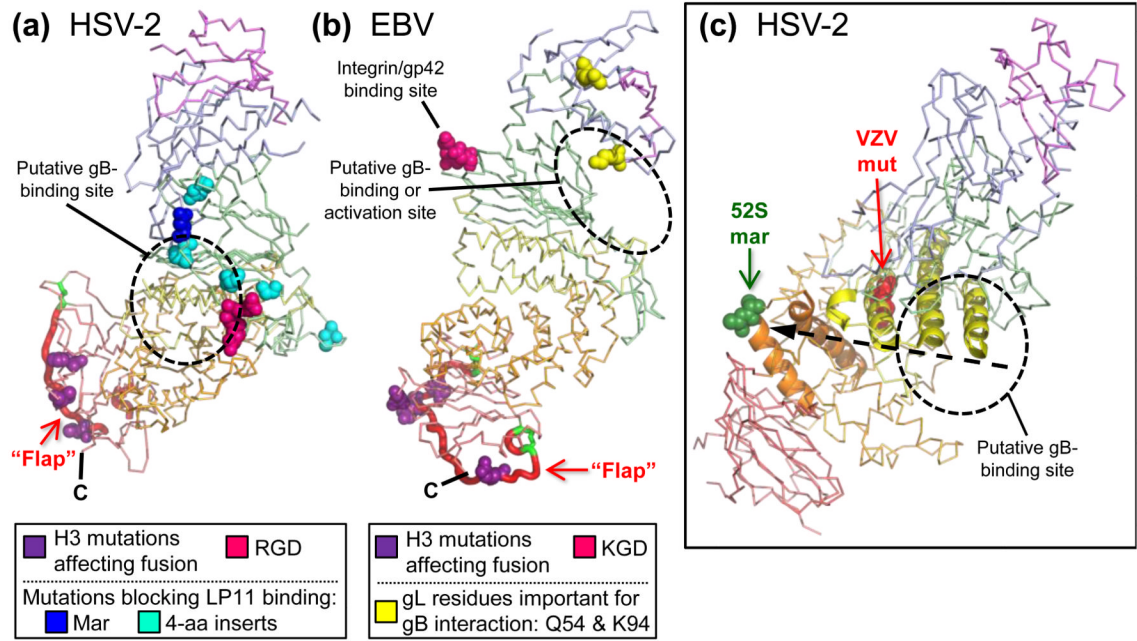 (a) HSV-2
Putative gB-
binding site
"Flap"
C
H3 mutations
affecting fusion
RGD
Mutations blocking LP11 binding:
Mar
4-aa inserts
(b) EBV
Integrin/gp42
binding site
Putative gB-
binding or
activation site
C
"Flap"
H3 mutations
affecting fusion
KGD
gL residues important for
gB interaction: Q54 & K94
(c) HSV-2
VZV
mut
52S
mar
Putative gB-
binding site